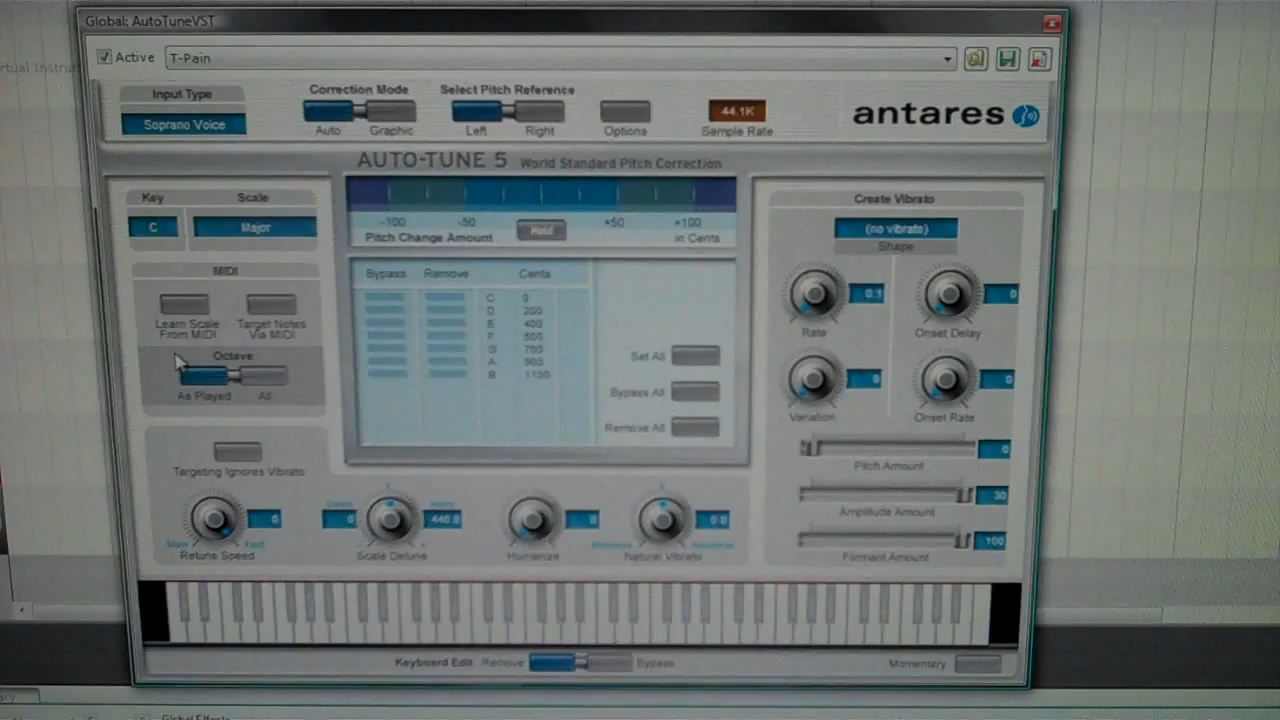 Global: AutoTuneVST
Active T-Pain
Input Type
Soprano Voice
Correction Mode
Auto Graphic
Select Pitch Reference
Left Right
Options
44.1K
Sample Rate
antares
AUTO-TUNE 5 World Standard Pitch Correction
Key Scale
C Major
MIDI
Learn Scale From MIDI
Target Notes Via MIDI
Octave
As Played All
-100 -50 Hold +50 +100
Pitch Change Amount in Cents
Bypass Remove Cents
C 0
D 200
E 400
F 500
G 700
A 900
B 1100
Set All
Bypass All
Remove All
Create Vibrato
(no vibrato)
Shape
0.1 0
Rate Onset Delay
0 0
Variation Onset Rate
0
Pitch Amount
30
Amplitude Amount
100
Formant Amount
Targeting Ignores Vibrato
0 0 440.0 0 0.0
Slow Fast
Retune Speed Scale Detune Humanize Natural Vibrato
Keyboard Edit Remove Bypass Momentary
Global Effects